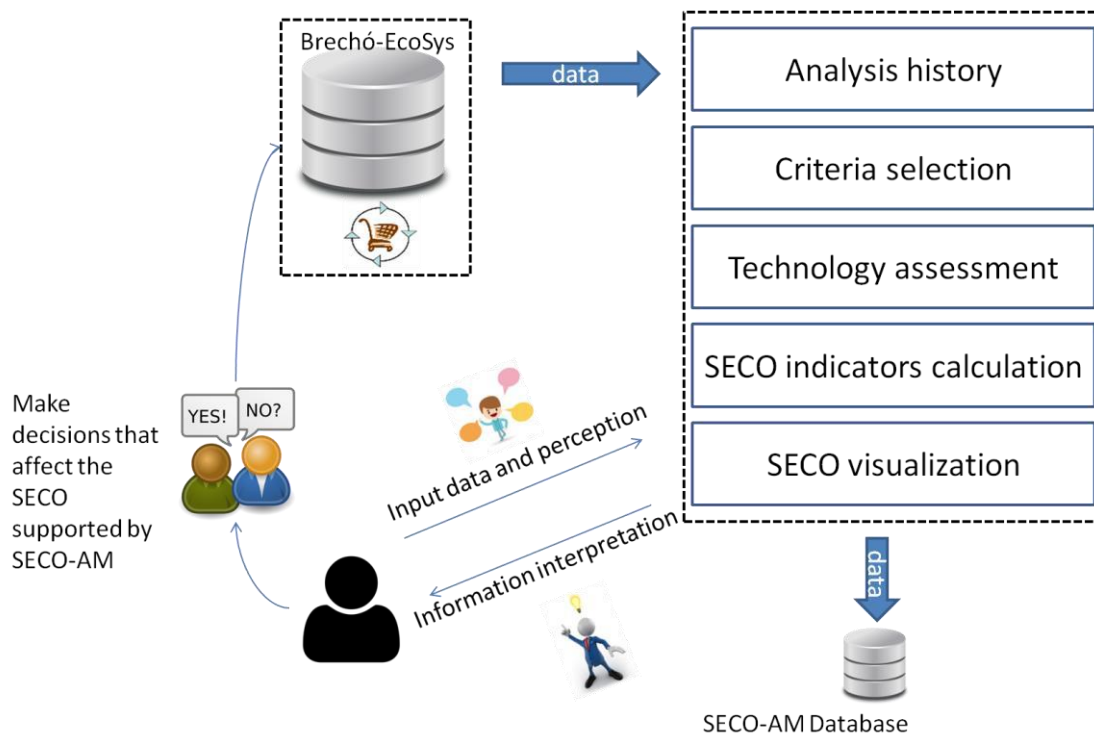 Brechó-EcoSys
data
Analysis history
Criteria selection
Technology assessment
SECO indicators calculation
SECO visualization
Make
decisions that
affect the
SECO
supported by
SECO-AM
YES!
NO?
Input data and perception
Information interpretation
data
SECO-AM Database